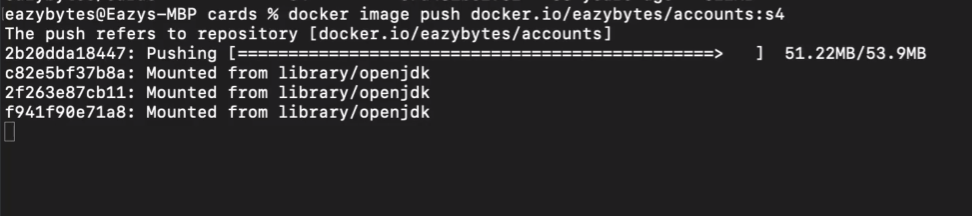 eazybytes@Eazys-MBP cards % docker image push docker.io/eazybytes/accounts:s4
The push refers to repository [docker.io/eazybytes/accounts]
2b20dda18447: Pushing [================================================>   ]  51.22MB/53.9MB
c82e5bf37b8a: Mounted from library/openjdk
2f263e87cb11: Mounted from library/openjdk
f941f90e71a8: Mounted from library/openjdk